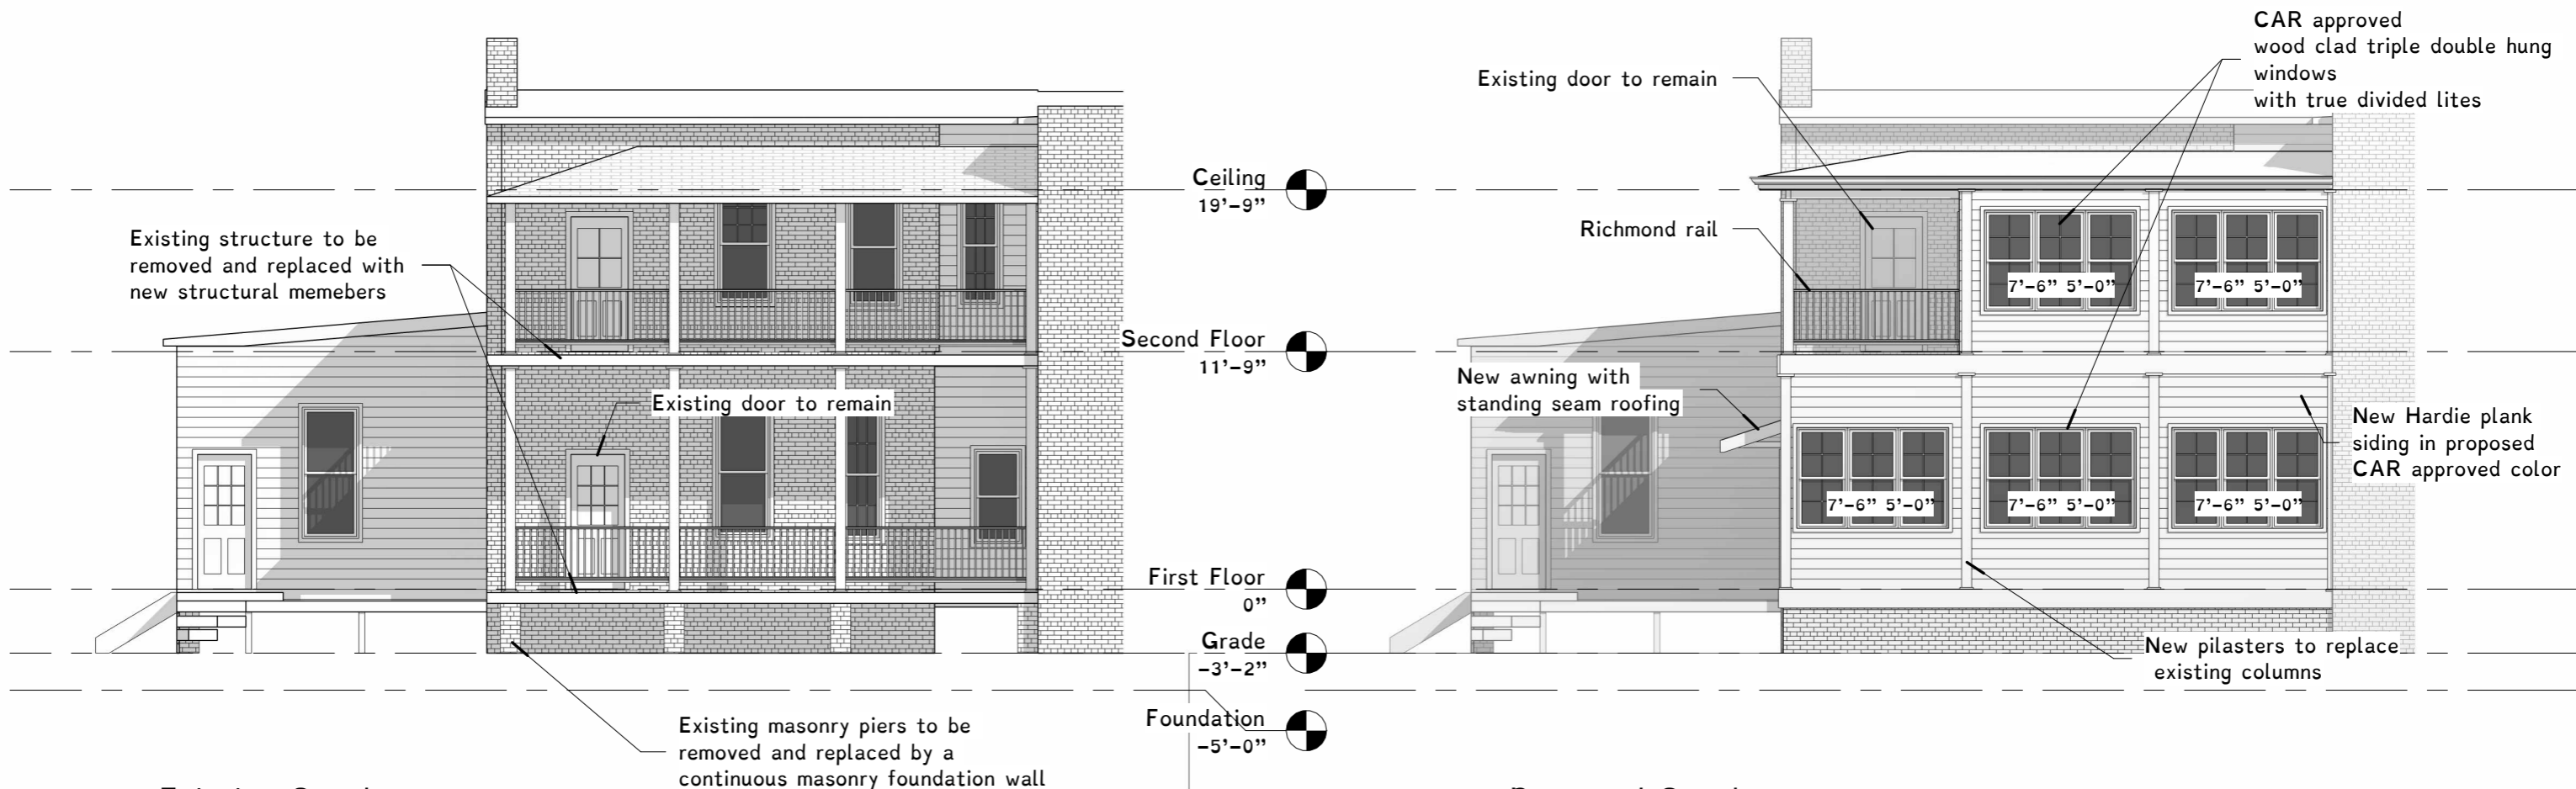 CAR approved
wood clad triple double hung
windows
with true divided lites
Existing door to remain
Ceiling
19'-9"
Richmond rail
Existing structure to be
removed and replaced with
new structural memebers
7'-6" 5'-0"
7'-6" 5'-0"
Second Floor
11'-9"
New awning with
standing seam roofing
Existing door to remain
New Hardie plank
siding in proposed
CAR approved color
7'-6" 5'-0"
7'-6" 5'-0"
7'-6" 5'-0"
First Floor
0"
Grade
-3'-2"
New pilasters to replace
existing columns
Foundation
-5'-0"
Existing masonry piers to be
removed and replaced by a
continuous masonry foundation wall